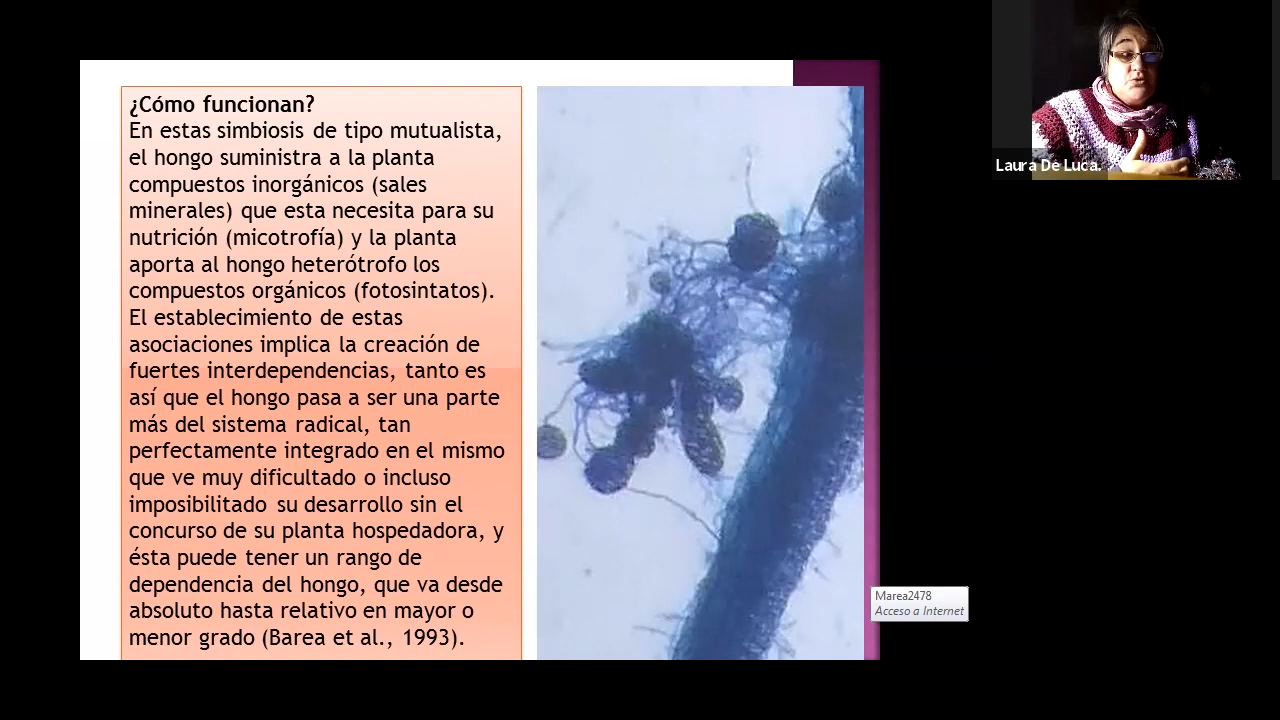 ¿Cómo funcionan?
En estas simbiosis de tipo mutualista,
el hongo suministra a la planta
compuestos inorgánicos (sales
minerales) que esta necesita para su
nutrición (micotrofía) y la planta
aporta al hongo heterótrofo los
compuestos orgánicos (fotosintatos).
El establecimiento de estas
asociaciones implica la creación de
fuertes interdependencias, tanto es
así que el hongo pasa a ser una parte
más del sistema radical, tan
perfectamente integrado en el mismo
que ve muy dificultado o incluso
imposibilitado su desarrollo sin el
concurso de su planta hospedadora, y
ésta puede tener un rango de
dependencia del hongo, que va desde
absoluto hasta relativo en mayor o
menor grado (Barea et al., 1993).
Laura De Luca.
Marea2478
Acceso a Internet